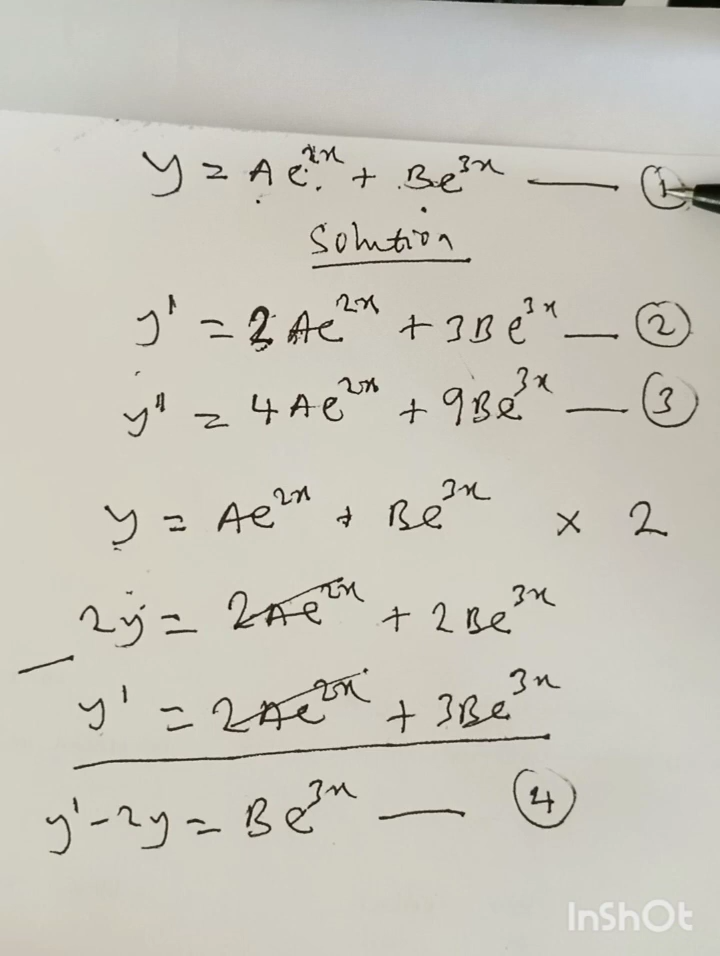 y = Ae^2x + Be^3x — ①
Solution
y' = 2Ae^2x + 3Be^3x — ②
y'' = 4Ae^2x + 9Be^3x — ③
y = Ae^2x + Be^3x × 2
2y = 2Ae^2x + 2Be^3x
— y' = 2Ae^2x + 3Be^3x
y' - 2y = Be^3x — ④
InShOt